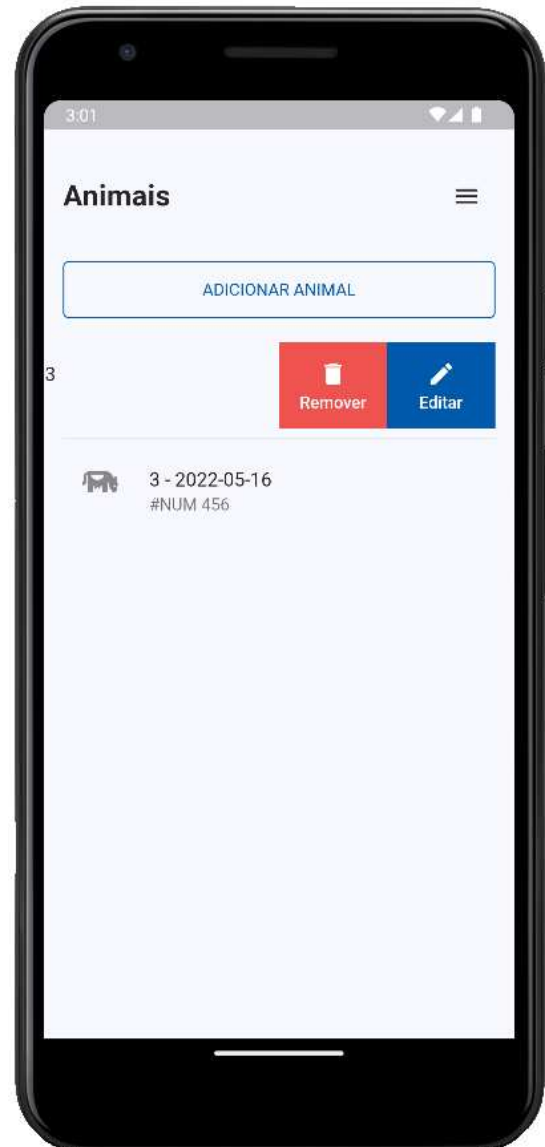 3:01
Animais
ADICIONAR ANIMAL
3
Remover Editar
3 - 2022-05-16
#NUM 456